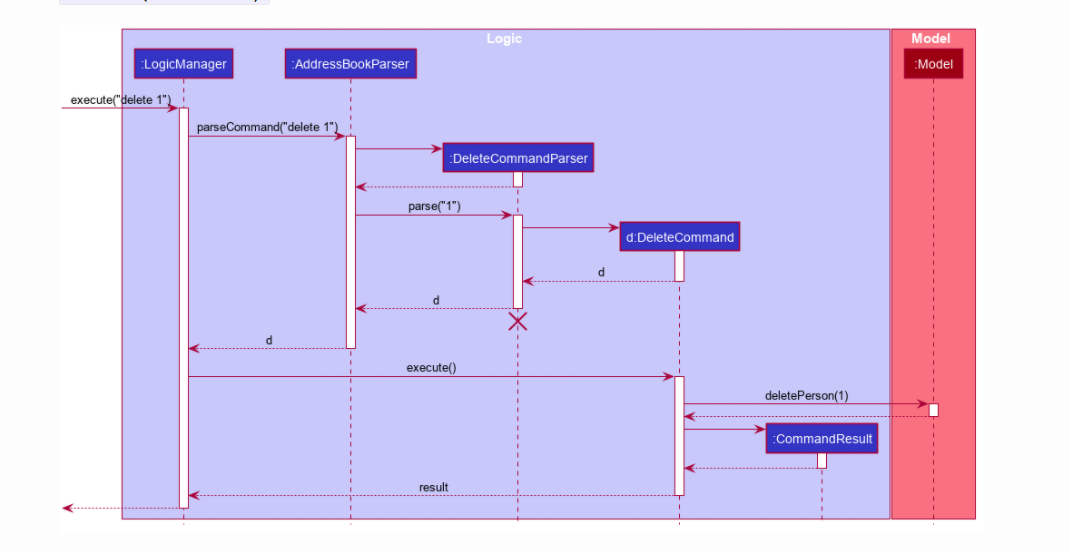 Logic
Model
:LogicManager
:AddressBookParser
:Model
execute("delete 1")
parseCommand("delete 1")
:DeleteCommandParser
parse("1")
d:DeleteCommand
d
d
d
execute()
deletePerson(1)
:CommandResult
result